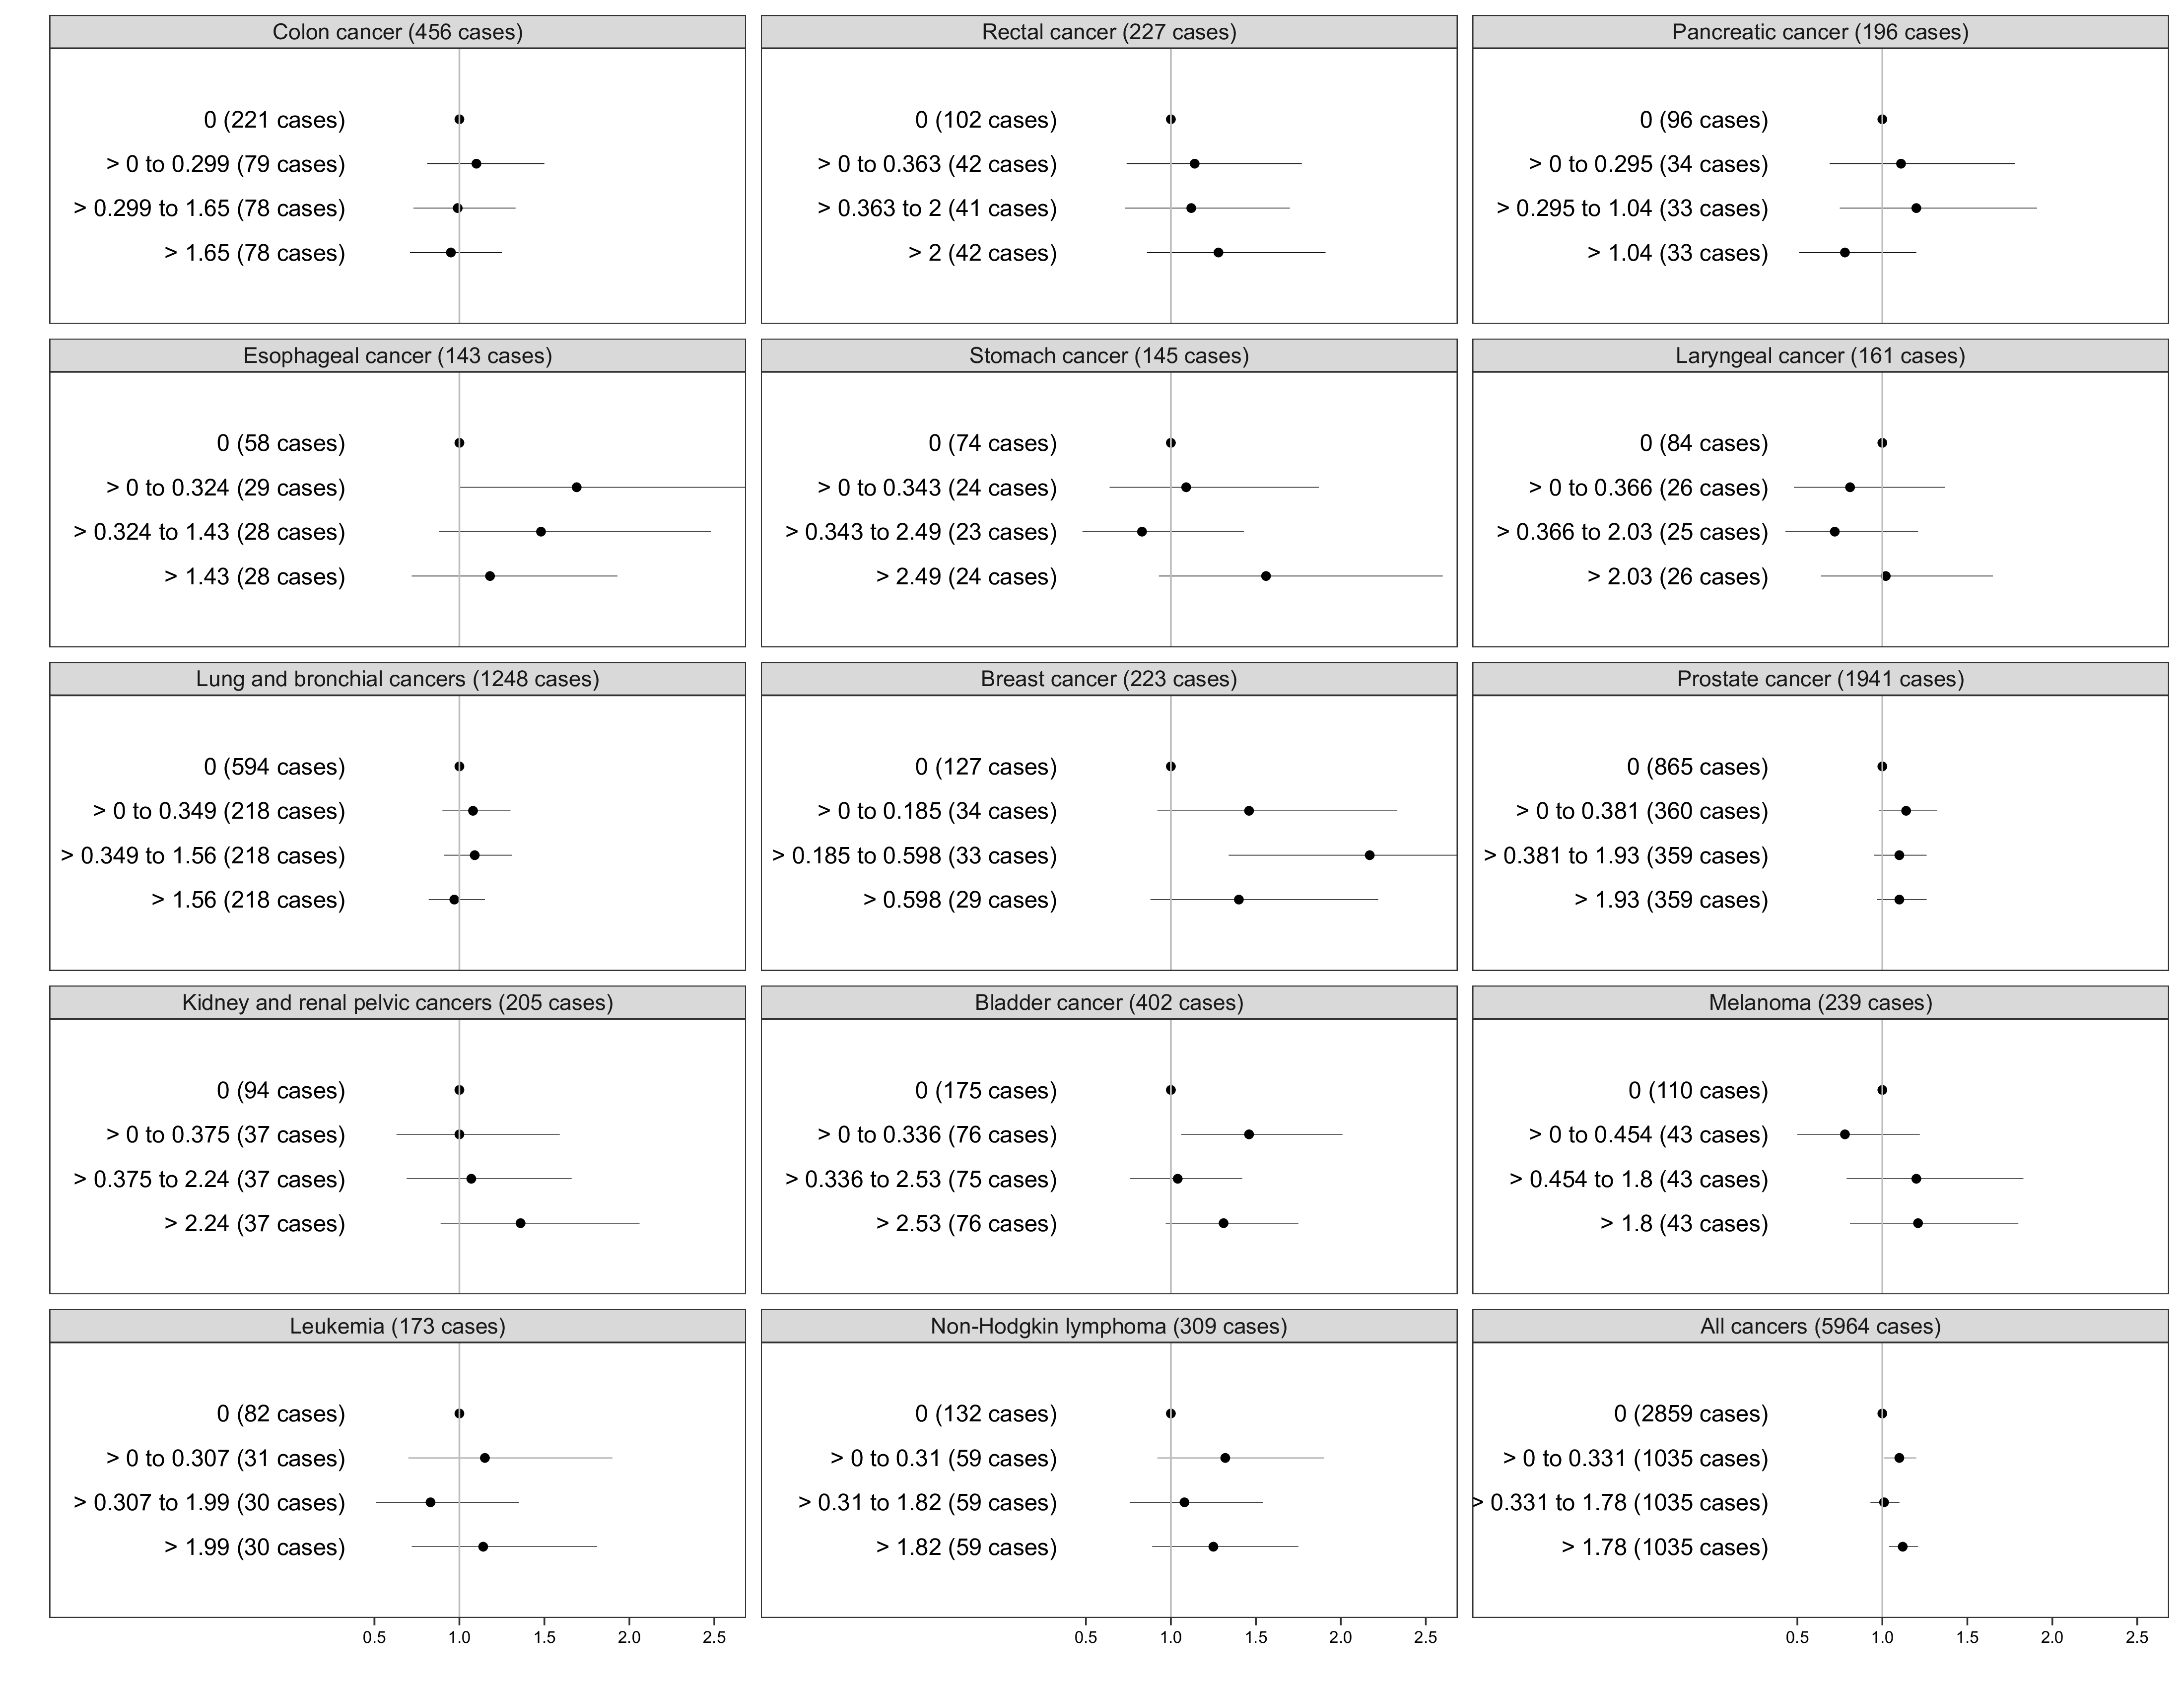 Colon cancer (456 cases)
0 (221 cases)
> 0 to 0.299 (79 cases)
> 0.299 to 1.65 (78 cases)
> 1.65 (78 cases)
Rectal cancer (227 cases)
0 (102 cases)
> 0 to 0.363 (42 cases)
> 0.363 to 2 (41 cases)
> 2 (42 cases)
Pancreatic cancer (196 cases)
0 (96 cases)
> 0 to 0.295 (34 cases)
> 0.295 to 1.04 (33 cases)
> 1.04 (33 cases)
Esophageal cancer (143 cases)
0 (58 cases)
> 0 to 0.324 (29 cases)
> 0.324 to 1.43 (28 cases)
> 1.43 (28 cases)
Stomach cancer (145 cases)
0 (74 cases)
> 0 to 0.343 (24 cases)
> 0.343 to 2.49 (23 cases)
> 2.49 (24 cases)
Laryngeal cancer (161 cases)
0 (84 cases)
> 0 to 0.366 (26 cases)
> 0.366 to 2.03 (25 cases)
> 2.03 (26 cases)
Lung and bronchial cancers (1248 cases)
0 (594 cases)
> 0 to 0.349 (218 cases)
> 0.349 to 1.56 (218 cases)
> 1.56 (218 cases)
Breast cancer (223 cases)
0 (127 cases)
> 0 to 0.185 (34 cases)
> 0.185 to 0.598 (33 cases)
> 0.598 (29 cases)
Prostate cancer (1941 cases)
0 (865 cases)
> 0 to 0.381 (360 cases)
> 0.381 to 1.93 (359 cases)
> 1.93 (359 cases)
Kidney and renal pelvic cancers (205 cases)
0 (94 cases)
> 0 to 0.375 (37 cases)
> 0.375 to 2.24 (37 cases)
> 2.24 (37 cases)
Bladder cancer (402 cases)
0 (175 cases)
> 0 to 0.336 (76 cases)
> 0.336 to 2.53 (75 cases)
> 2.53 (76 cases)
Melanoma (239 cases)
0 (110 cases)
> 0 to 0.454 (43 cases)
> 0.454 to 1.8 (43 cases)
> 1.8 (43 cases)
Leukemia (173 cases)
0 (82 cases)
> 0 to 0.307 (31 cases)
> 0.307 to 1.99 (30 cases)
> 1.99 (30 cases)
Non-Hodgkin lymphoma (309 cases)
0 (132 cases)
> 0 to 0.31 (59 cases)
> 0.31 to 1.82 (59 cases)
> 1.82 (59 cases)
All cancers (5964 cases)
0 (2859 cases)
> 0 to 0.331 (1035 cases)
> 0.331 to 1.78 (1035 cases)
> 1.78 (1035 cases)
0.5 1.0 1.5 2.0 2.5
0.5 1.0 1.5 2.0 2.5
0.5 1.0 1.5 2.0 2.5